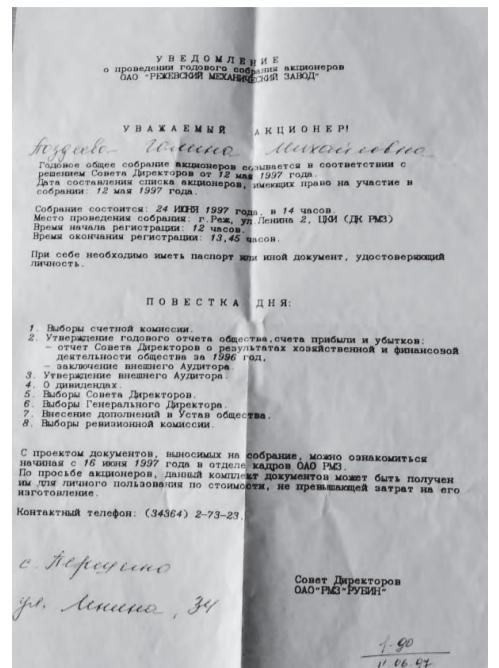 УВЕДОМЛЕНИЕ
о проведении годового собрания акционеров
ОАО "РЕЖЕВСКИЙ МЕХАНИЧЕСКИЙ ЗАВОД"
УВАЖАЕМЫЙ АКЦИОНЕР!
Поздеева Галина Михайловна
Годовое общее собрание акционеров созывается в соответствии с
решением Совета Директоров от 12 мая 1997 года.
Дата составления списка акционеров, имеющих право на участие в
собрании: 12 мая 1997 года.
Собрание состоится: 24 ИЮНЯ 1997 года, в 14 часов.
Место проведения собрания: г.Реж, ул.Ленина 2, ЦКИ (ДК РМЗ)
Время начала регистрации: 12 часов.
Время окончания регистрации: 13,45 часов.
При себе необходимо иметь паспорт или иной документ, удостоверяющий
личность.
ПОВЕСТКА ДНЯ:
1. Выборы счетной комиссии.
2. Утверждение годового отчета общества,счета прибыли и убытков:
- отчет Совета Директоров о результатах хозяйственной и финансовой
деятельности общества за 1996 год,
- заключение внешнего Аудитора.
3. Утверждение внешнего Аудитора.
4. О дивидендах.
5. Выборы Совета Директоров.
6. Выборы Генерального Директора.
7. Внесение дополнений в Устав общества.
8. Выборы ревизионной комиссии.
С проектом документов, выносимых на собрание, можно ознакомиться
начиная с 16 июня 1997 года в отделе кадров ОАО РМЗ.
По просьбе акционеров, данный комплект документов может быть получен
им для личного пользования по стоимости, не превышающей затрат на его
изготовление.
Контактный телефон: (34364) 2-73-23.
с.
ул. Ленина, 34
Совет Директоров
ОАО"РМЗ"РУБИН"
1-90
11 06.97